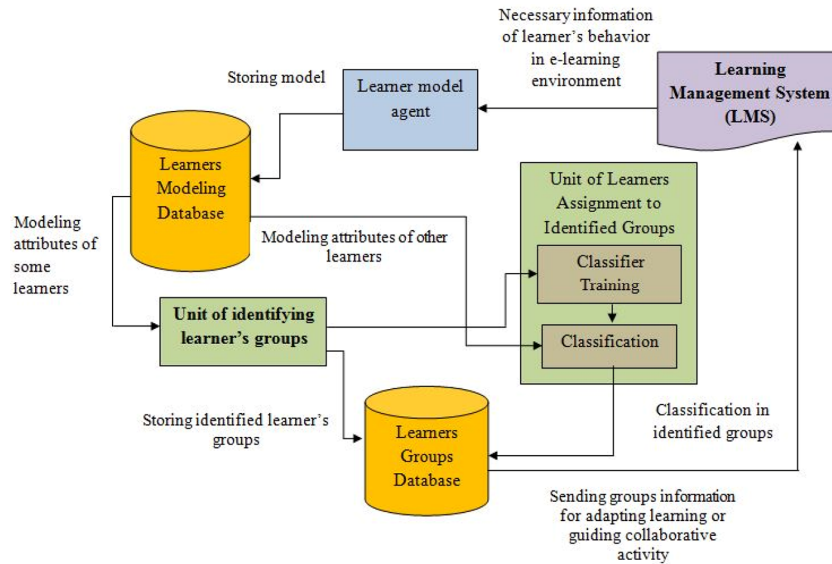 Necessary information
of learner's behavior
in e-learning
environment
Learning
Management System
(LMS)
Storing model
Learner model
agent
Learners
Modeling
Database
Unit of Learners
Assignment to
Identified Groups
Modeling
attributes of
some
learners
Modeling attributes of other
learners
Classifier
Training
Unit of identifying
learner's groups
Classification
Storing identified learner's
groups
Learners
Groups
Database
Classification in
identified groups
Sending groups information
for adapting learning or
guiding collaborative
activity